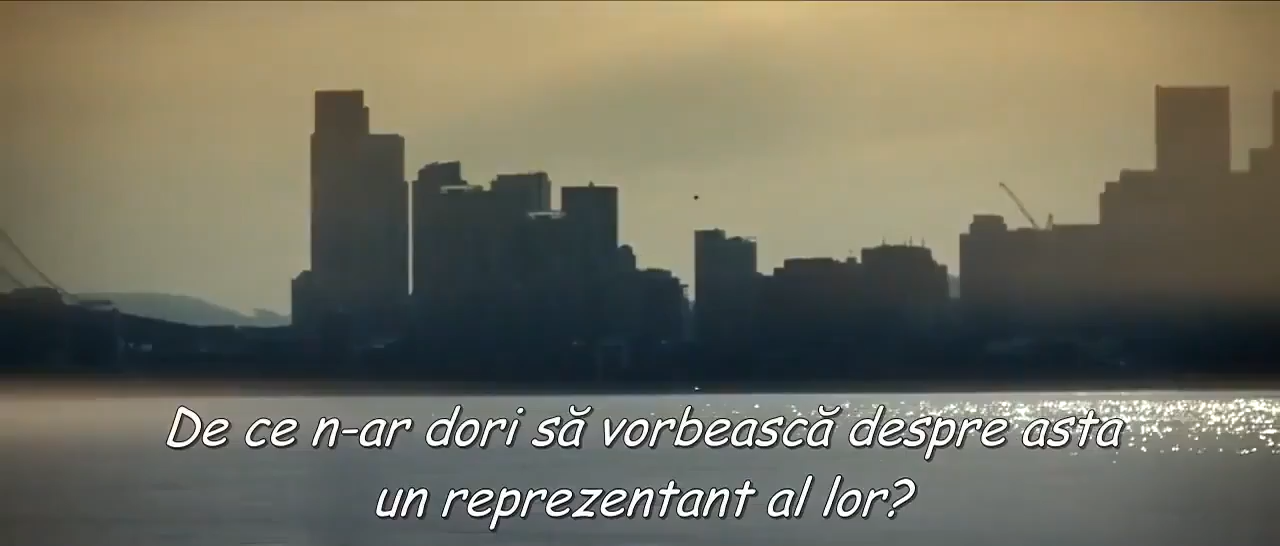 De ce n-ar dori să vorbească despre asta
un reprezentant al lor?